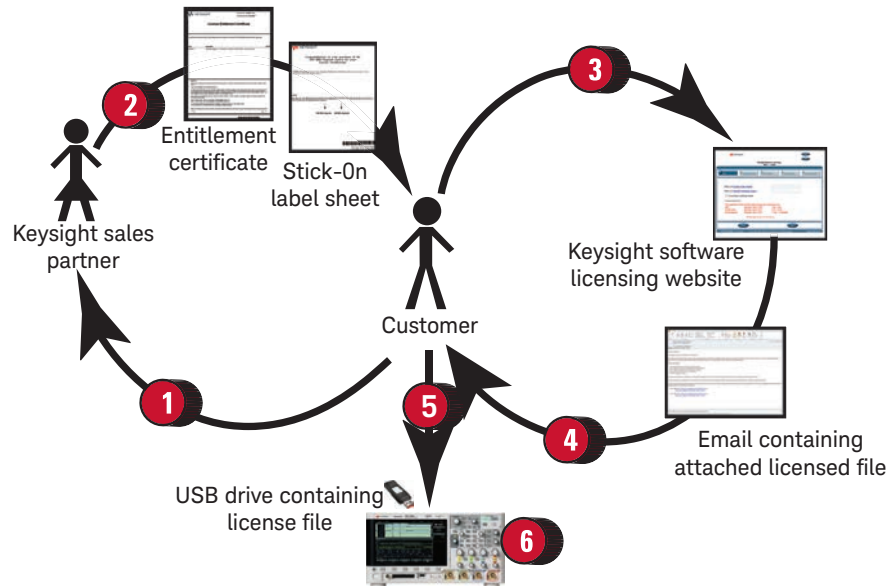 2
Entitlement
certificate
Stick-On
label sheet
3
Keysight sales
partner
Keysight software
licensing website
Customer
1
5
4
Email containing
attached licensed file
USB drive containing
license file
6